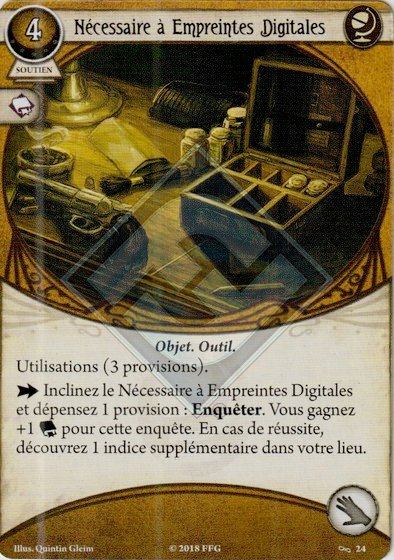 4
Nécessaire à Empreintes Digitales
SOUTIEN
Objet. Outil.
Utilisations (3 provisions).
Inclinez le Nécessaire à Empreintes Digitales
et dépensez 1 provision : Enquêter. Vous gagnez
+1 pour cette enquête. En cas de réussite,
découvrez 1 indice supplémentaire dans votre lieu.
Illus. Quintin Gleim © 2018 FFG 24